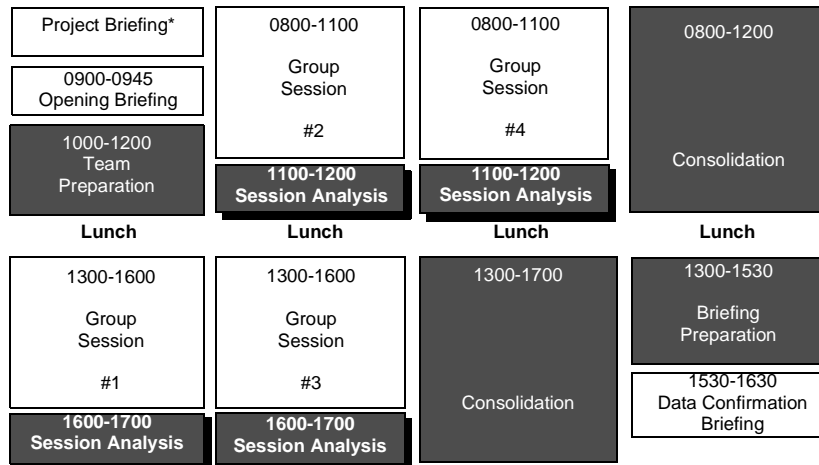 Project Briefing*
0900-0945
Opening Briefing
1000-1200
Team
Preparation
Lunch
1300-1600
Group
Session
#1
1600-1700
Session Analysis
0800-1100
Group
Session
#2
1100-1200
Session Analysis
Lunch
1300-1600
Group
Session
#3
1600-1700
Session Analysis
0800-1100
Group
Session
#4
1100-1200
Session Analysis
Lunch
1300-1700
Consolidation
0800-1200
Consolidation
Lunch
1300-1530
Briefing
Preparation
1530-1630
Data Confirmation
Briefing